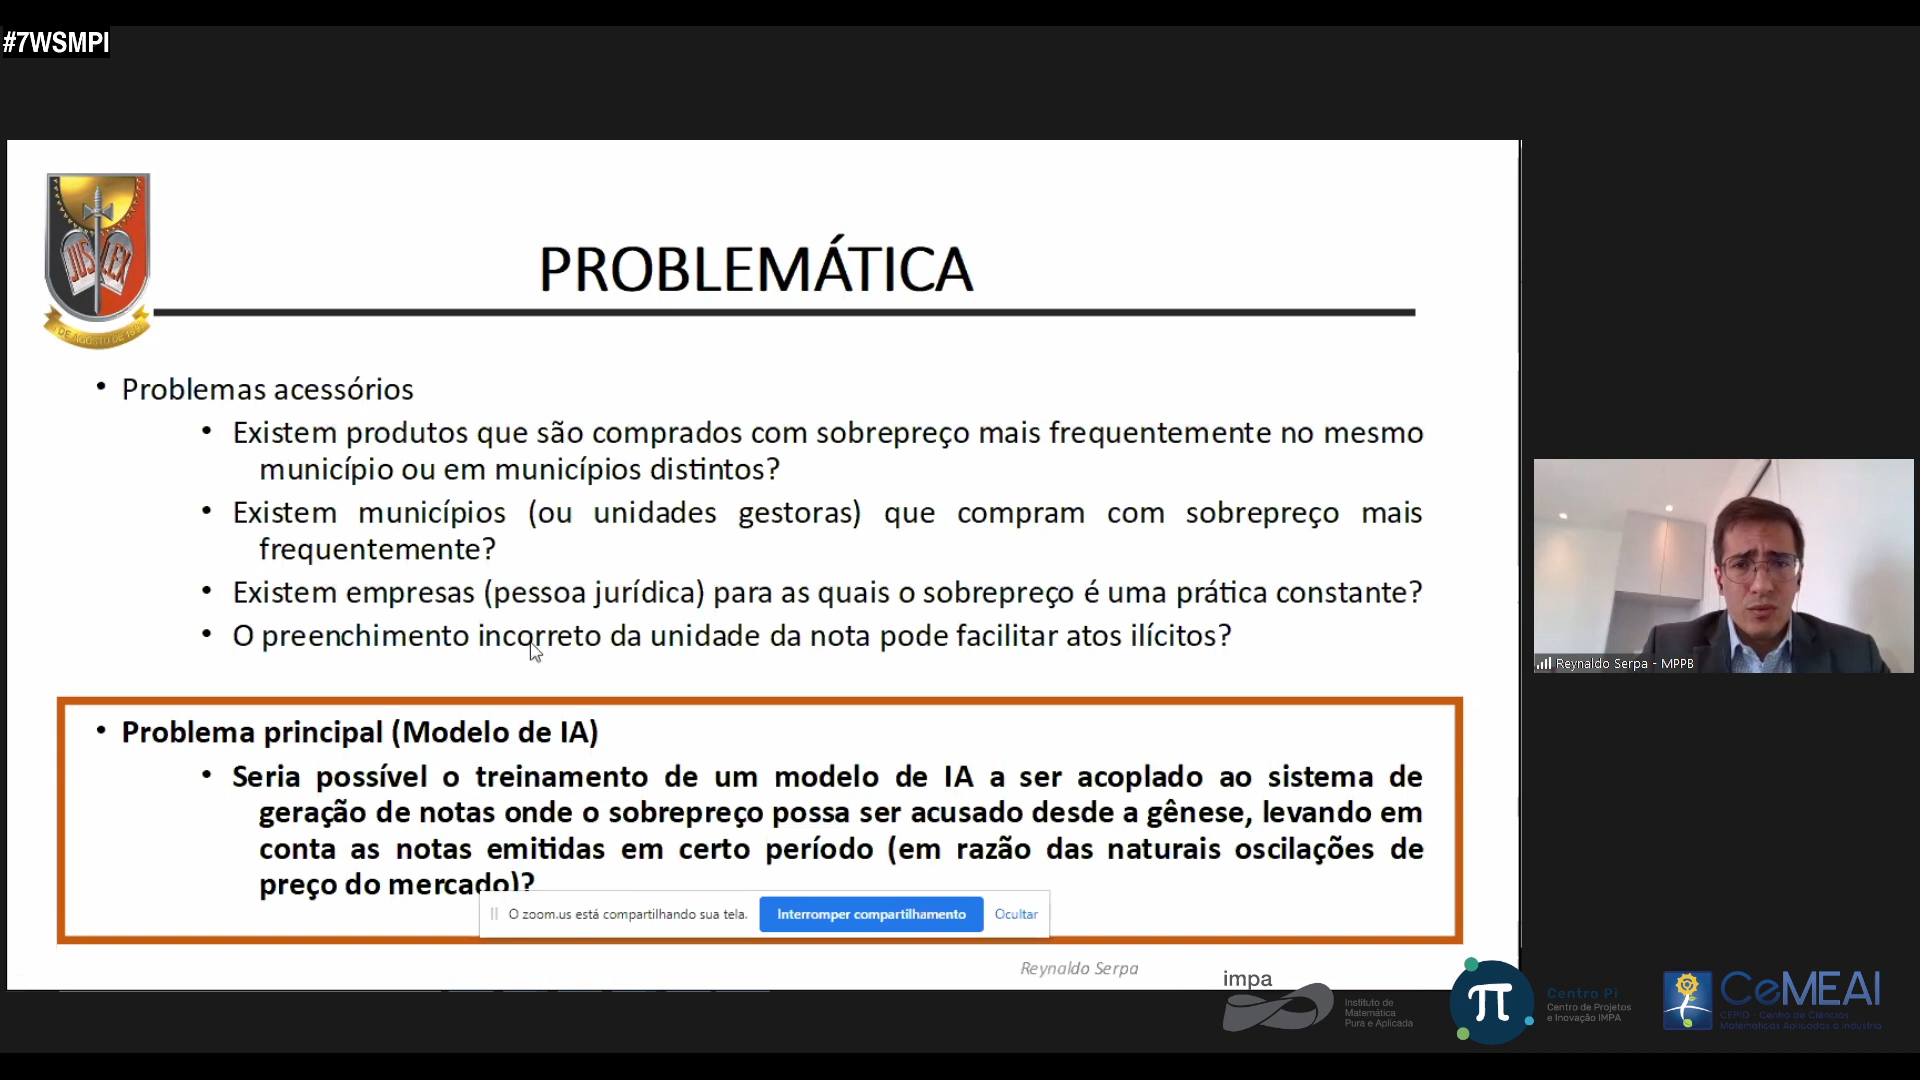 #7WSMPI
JUS LEX
DE AGOSTO DE
PROBLEMÁTICA
• Problemas acessórios
• Existem produtos que são comprados com sobrepreço mais frequentemente no mesmo
município ou em municípios distintos?
• Existem municípios (ou unidades gestoras) que compram com sobrepreço mais
frequentemente?
• Existem empresas (pessoa jurídica) para as quais o sobrepreço é uma prática constante?
• O preenchimento incorreto da unidade da nota pode facilitar atos ilícitos?
• Problema principal (Modelo de IA)
• Seria possível o treinamento de um modelo de IA a ser acoplado ao sistema de
geração de notas onde o sobrepreço possa ser acusado desde a gênese, levando em
conta as notas emitidas em certo período (em razão das naturais oscilações de
preço do mercado)?
O zoom.us está compartilhando sua tela. Interromper compartilhamento Ocultar
Reynaldo Serpa
Reynaldo Serpa - MPPB
impa
Instituto de
Matemática
Pura e Aplicada
π
Centro Pi
Centro de Projetos
e Inovação IMPA
CeMEAI
CEPID - Centro de Ciências
Matemáticas Aplicadas à Indústria